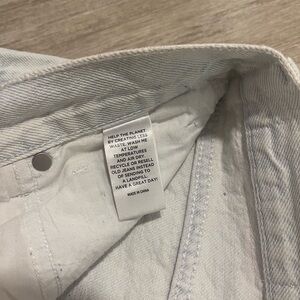 HELP THE PLANET
BY CREATING LESS
WASTE. WASH ME
AT LOW
TEMPERATURES
AND AIR DRY.
RECYCLE OR RESELL
OLD JEANS INSTEAD
OF SENDING TO
A LANDFILL.
HAVE A GREAT DAY!
MADE IN CHINA